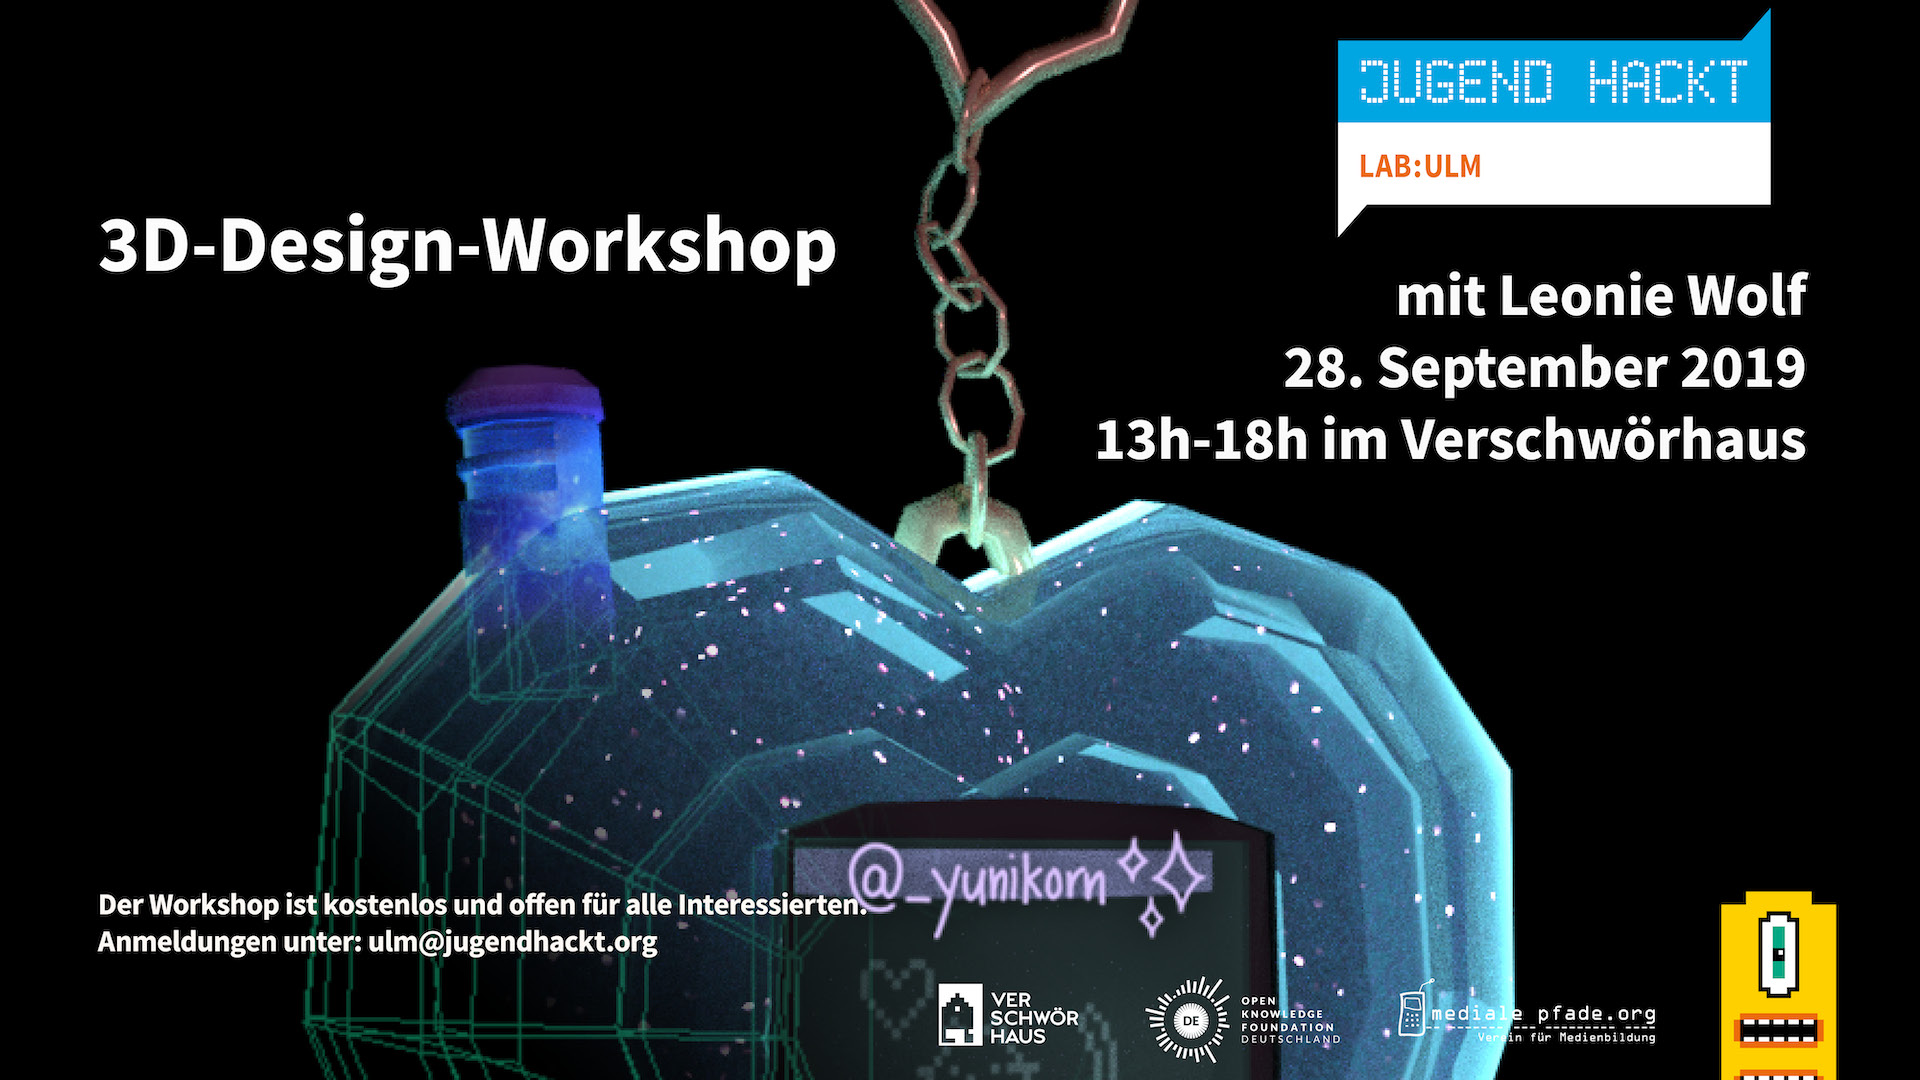 JUGEND HACKT
LAB:ULM
3D-Design-Workshop
mit Leonie Wolf
28. September 2019
13h-18h im Verschwörhaus
@_yunikorn
Der Workshop ist kostenlos und offen für alle Interessierten.
Anmeldungen unter: ulm@jugendhackt.org
VER
SCHWÖR
HAUS
DE
OPEN
KNOWLEDGE
FOUNDATION
DEUTSCHLAND
mediale pfade.org
Verein für Medienbildung